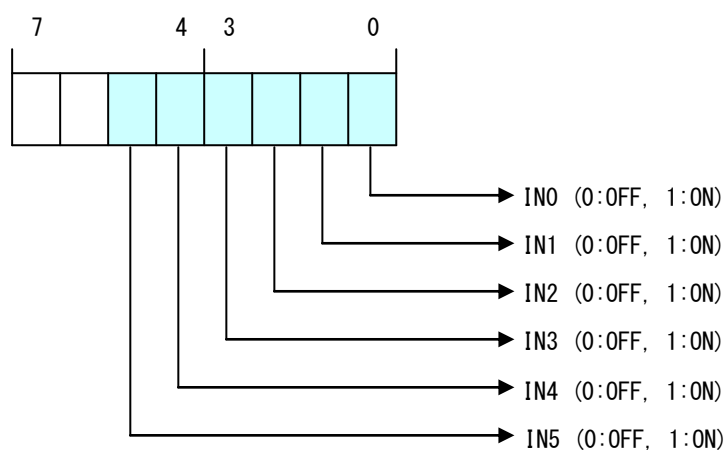 7 4 3 0
IN0 (0:OFF, 1:ON)
IN1 (0:OFF, 1:ON)
IN2 (0:OFF, 1:ON)
IN3 (0:OFF, 1:ON)
IN4 (0:OFF, 1:ON)
IN5 (0:OFF, 1:ON)